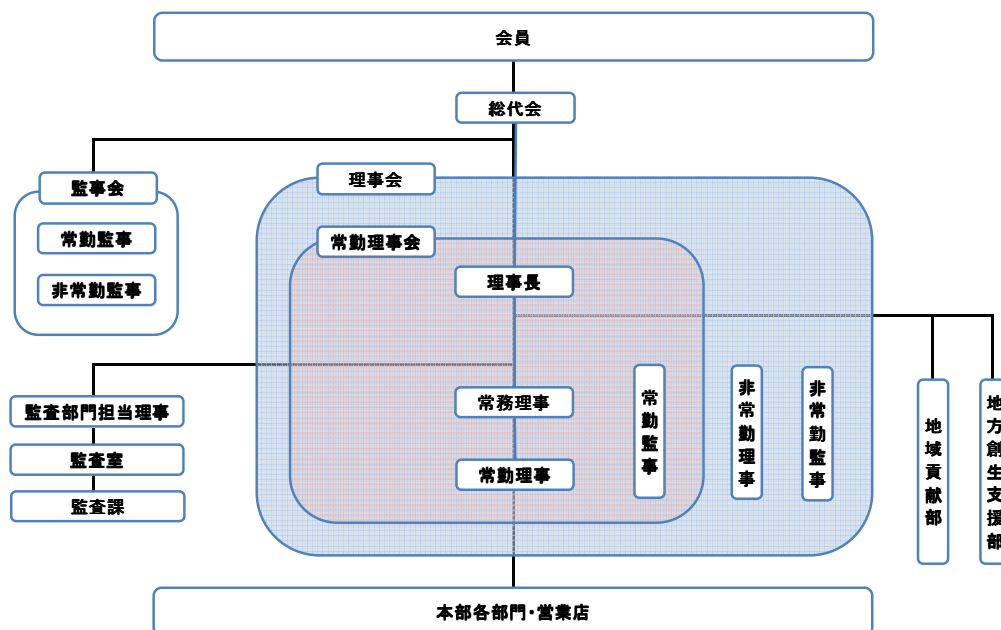 会員
総代会
監事会
常勤監事
非常勤監事
理事会
常勤理事会
理事長
常務理事
常勤理事
常勤監事
非常勤理事
非常勤監事
監査部門担当理事
監査室
監査課
地域貢献部
地方創生支援部
本部各部門・営業店